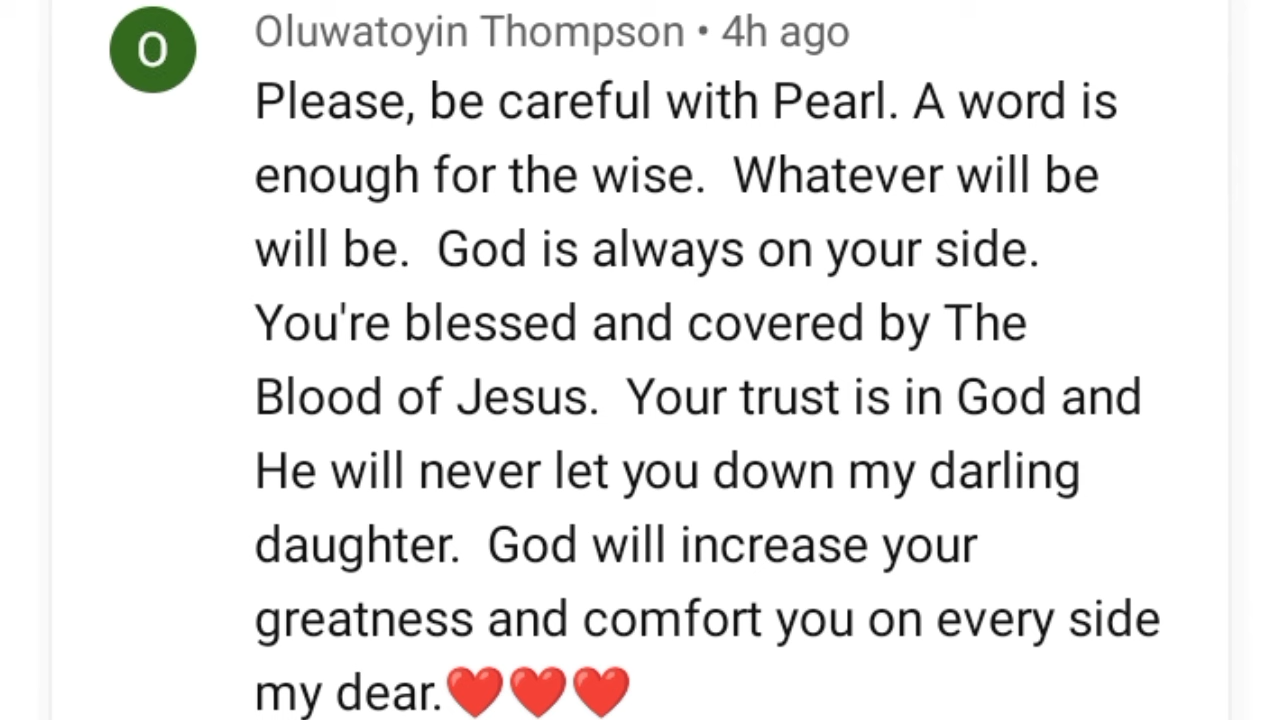 O
Oluwatoyin Thompson • 4h ago
Please, be careful with Pearl. A word is
enough for the wise.  Whatever will be
will be.  God is always on your side.
You're blessed and covered by The
Blood of Jesus.  Your trust is in God and
He will never let you down my darling
daughter.  God will increase your
greatness and comfort you on every side
my dear.❤️❤️❤️